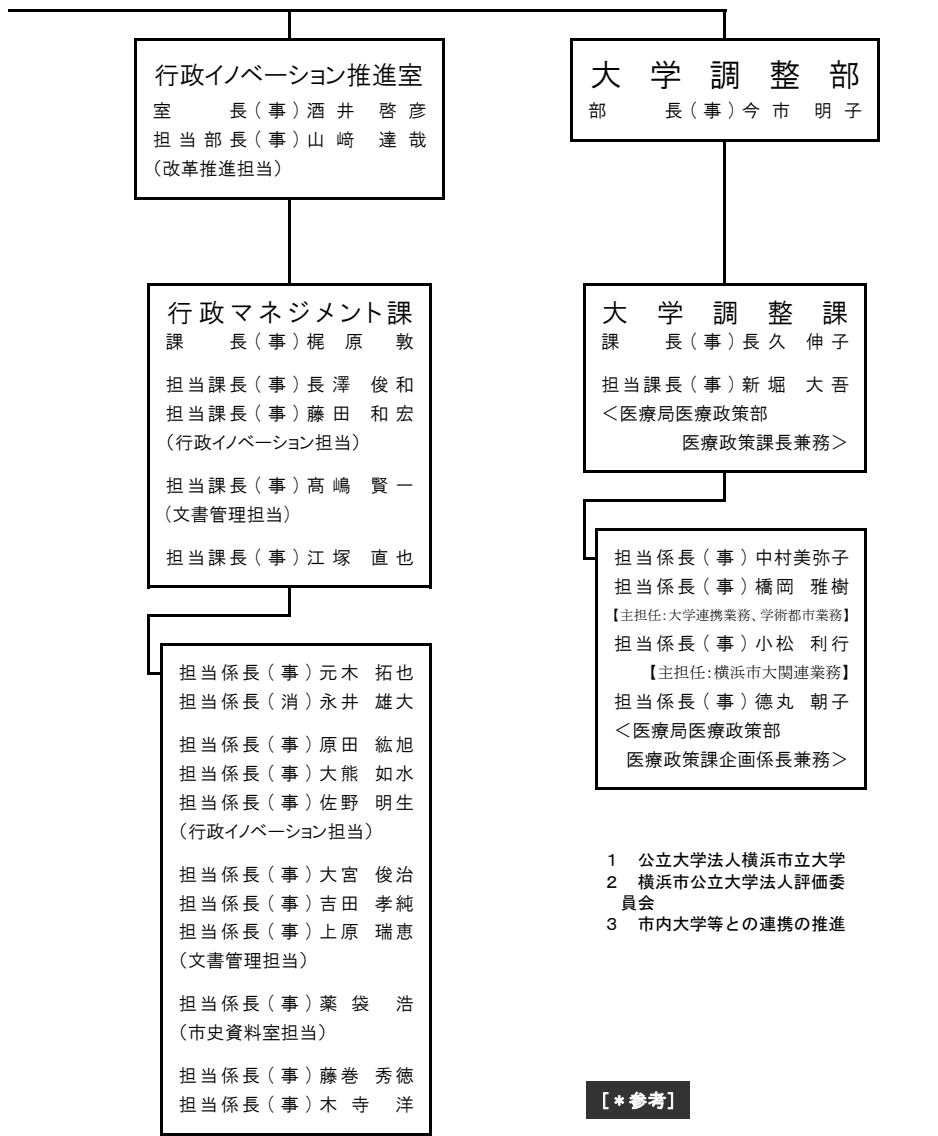 行政イノベーション推進室
室　長(事)酒井　啓彦
担当部長(事)山﨑　達哉
(改革推進担当)
行政マネジメント課
課　長(事)梶原　敦
担当課長(事)長澤　俊和
担当課長(事)藤田　和宏
(行政イノベーション担当)
担当課長(事)髙嶋　賢一
(文書管理担当)
担当課長(事)江塚　直也
担当係長(事)元木　拓也
担当係長(消)永井　雄大
担当係長(事)原田　紘旭
担当係長(事)大熊　如水
担当係長(事)佐野　明生
(行政イノベーション担当)
担当係長(事)大宮　俊治
担当係長(事)吉田　孝純
担当係長(事)上原　瑞恵
(文書管理担当)
担当係長(事)薬袋　浩
(市史資料室担当)
担当係長(事)藤巻　秀徳
担当係長(事)木寺　洋
大学調整部
部　長(事)今市　明子
大学調整課
課　長(事)長久　伸子
担当課長(事)新堀　大吾
＜医療局医療政策部
医療政策課長兼務＞
担当係長(事)中村美弥子
担当係長(事)橋岡　雅樹
【主担任:大学連携業務、学術都市業務】
担当係長(事)小松　利行
【主担任:横浜市大関連業務】
担当係長(事)德丸　朝子
＜医療局医療政策部
医療政策課企画係長兼務＞
1　公立大学法人横浜市立大学
2　横浜市公立大学法人評価委
員会
3　市内大学等との連携の推進
[＊参考]